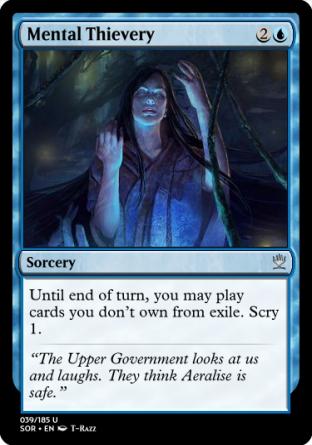 Mental Thievery 2
Sorcery
Until end of turn, you may play
cards you don’t own from exile. Scry
1.
“The Upper Government looks at us
and laughs. They think Aeralise is
safe.”
039/185 U
SOR • EN T-Razz